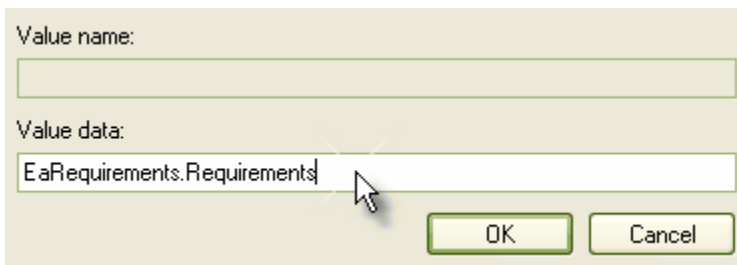 Value name:
Value data:
EaRequirements.Requirements
OK Cancel